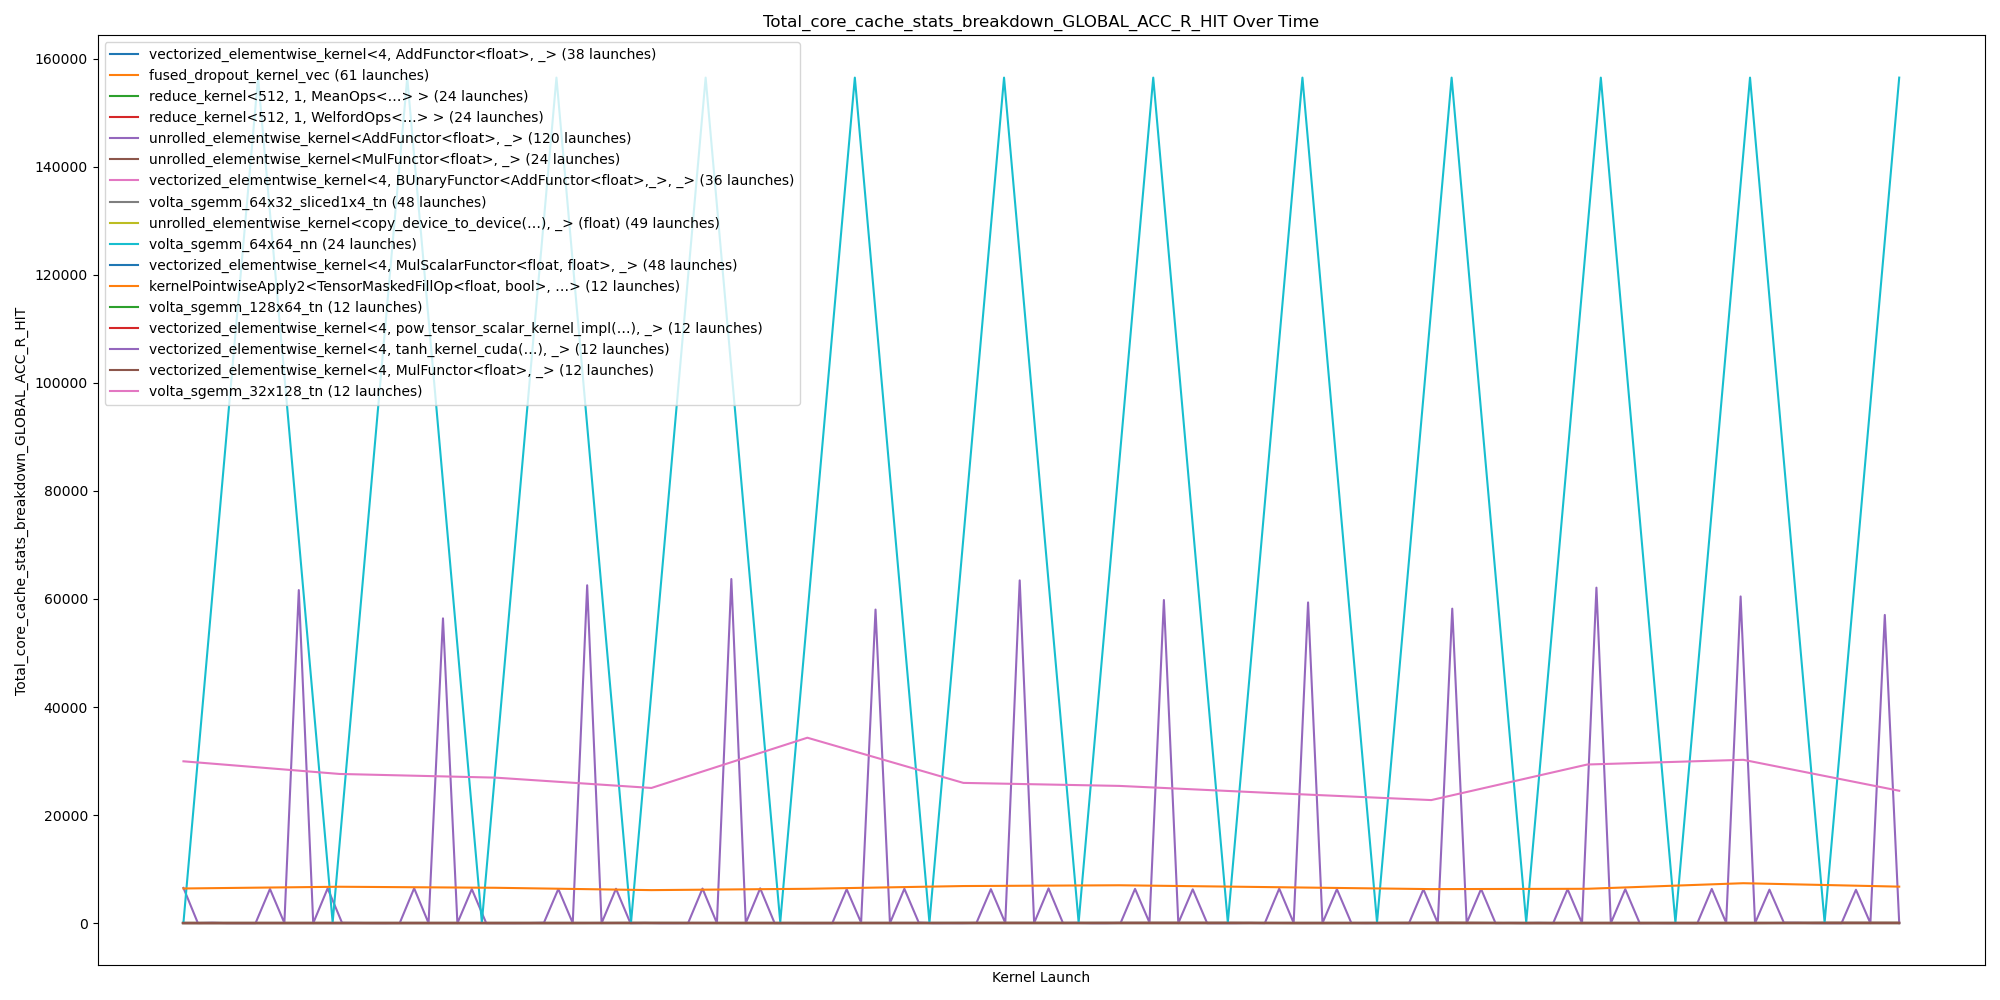 Total_core_cache_stats_breakdown_GLOBAL_ACC_R_HIT Over Time
vectorized_elementwise_kernel<4, AddFunctor<float>, _> (38 launches)
fused_dropout_kernel_vec (61 launches)
reduce_kernel<512, 1, MeanOps<...> > (24 launches)
reduce_kernel<512, 1, WelfordOps<...> > (24 launches)
unrolled_elementwise_kernel<AddFunctor<float>, _> (120 launches)
unrolled_elementwise_kernel<MulFunctor<float>, _> (24 launches)
vectorized_elementwise_kernel<4, BUnaryFunctor<AddFunctor<float>,_>, _> (36 launches)
volta_sgemm_64x32_sliced1x4_tn (48 launches)
unrolled_elementwise_kernel<copy_device_to_device(...), _> (float) (49 launches)
volta_sgemm_64x64_nn (24 launches)
vectorized_elementwise_kernel<4, MulScalarFunctor<float, float>, _> (48 launches)
kernelPointwiseApply2<TensorMaskedFillOp<float, bool>, ...> (12 launches)
volta_sgemm_128x64_tn (12 launches)
vectorized_elementwise_kernel<4, pow_tensor_scalar_kernel_impl(...), _> (12 launches)
vectorized_elementwise_kernel<4, tanh_kernel_cuda(...), _> (12 launches)
vectorized_elementwise_kernel<4, MulFunctor<float>, _> (12 launches)
volta_sgemm_32x128_tn (12 launches)
Total_core_cache_stats_breakdown_GLOBAL_ACC_R_HIT
160000
140000
120000
100000
80000
60000
40000
20000
0
Kernel Launch